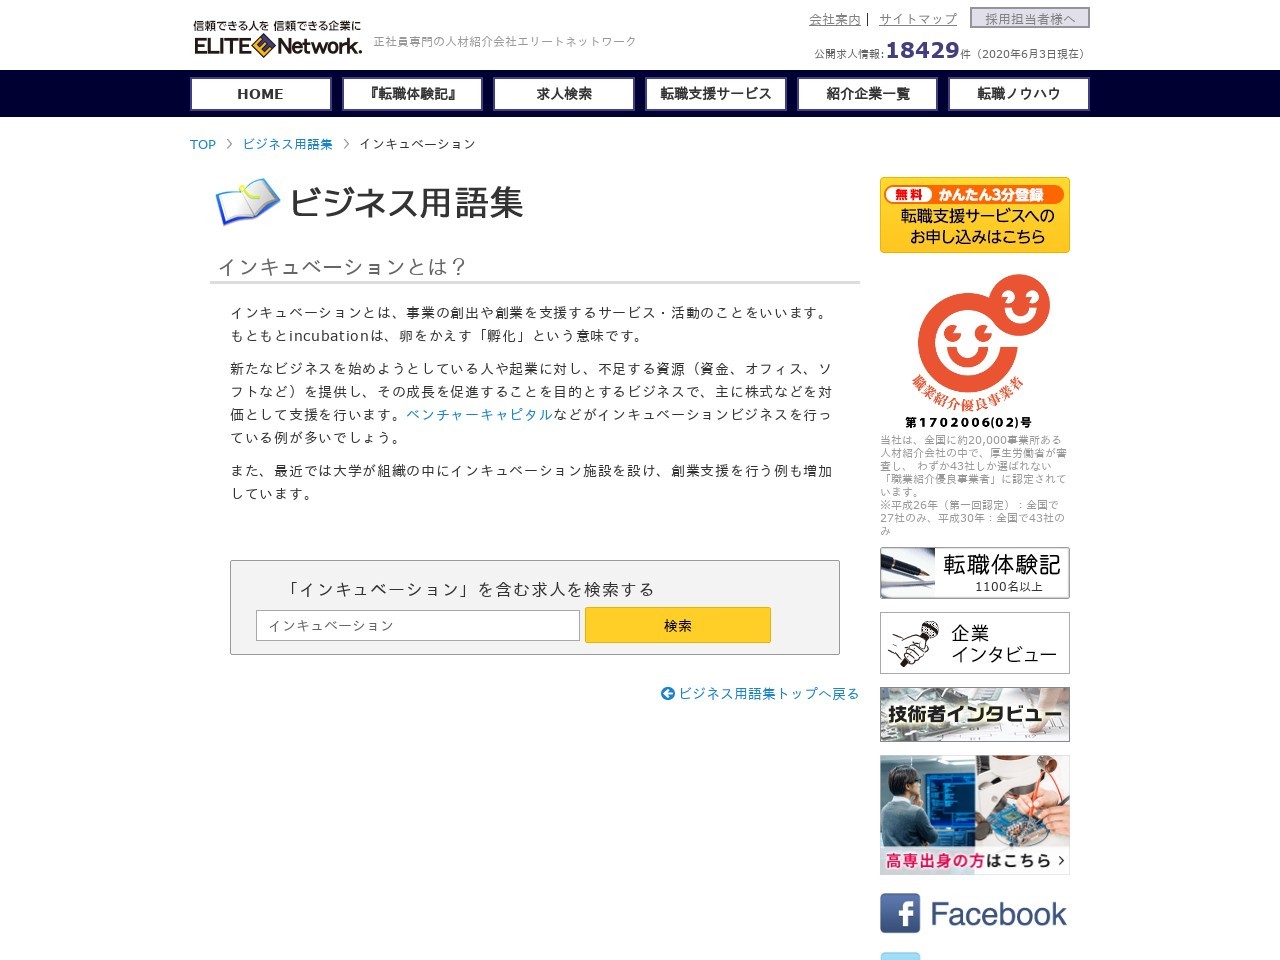 信頼できる人を 信頼できる企業に
ELITE Network.
正社員専門の人材紹介会社エリートネットワーク
会社案内
サイトマップ
採用担当者様へ
公開求人情報:18429件（2020年6月3日現在）
HOME
『転職体験記』
求人検索
転職支援サービス
紹介企業一覧
転職ノウハウ
TOP
ビジネス用語集
インキュベーション
ビジネス用語集
インキュベーションとは？
インキュベーションとは、事業の創出や創業を支援するサービス・活動のことをいいます。
もともとincubationは、卵をかえす「孵化」という意味です。
新たなビジネスを始めようとしている人や起業に対し、不足する資源（資金、オフィス、ソ
フトなど）を提供し、その成長を促進することを目的とするビジネスで、主に株式などを対
価として支援を行います。ベンチャーキャピタルなどがインキュベーションビジネスを行っ
ている例が多いでしょう。
また、最近では大学が組織の中にインキュベーション施設を設け、創業支援を行う例も増加
しています。
「インキュベーション」を含む求人を検索する
インキュベーション
検索
ビジネス用語集トップへ戻る
無料 かんたん3分登録
転職支援サービスへの
お申し込みはこちら
職業紹介優良事業者
第1702006(02)号
当社は、全国に約20,000事業所ある
人材紹介会社の中で、厚生労働省が審
査し、 わずか43社しか選ばれない
「職業紹介優良事業者」に認定されて
います。
※平成26年（第一回認定）：全国で
27社のみ、平成30年：全国で43社の
み
転職体験記
1100名以上
企業
インタビュー
技術者インタビュー
高専出身の方はこちら
Facebook